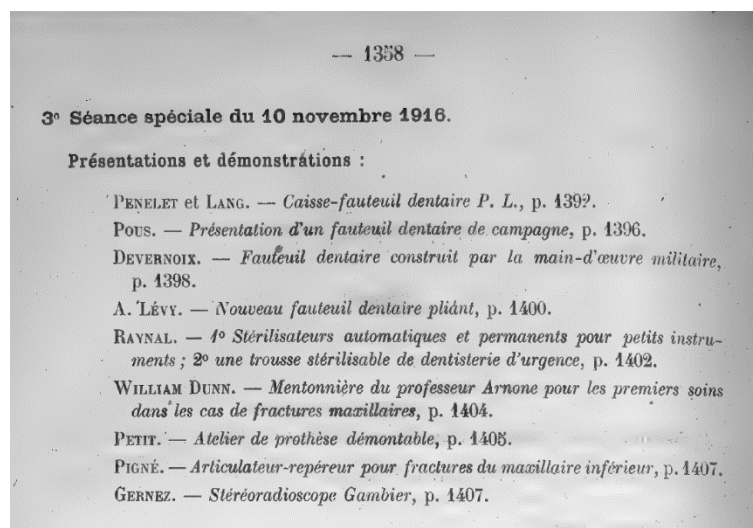 — 1358 —
3º Séance spéciale du 10 novembre 1916.
Présentations et démonstrations :
PENELET et LANG. — Caisse-fauteuil dentaire P. L., p. 1392.
POUS. — Présentation d'un fauteuil dentaire de campagne, p. 1396.
DEVERNOIX. — Fauteuil dentaire construit par la main-d'œuvre militaire,
p. 1398.
A. LÉVY. — Nouveau fauteuil dentaire pliant, p. 1400.
RAYNAL. — 1º Stérilisateurs automatiques et permanents pour petits instru-
ments ; 2º une trousse stérilisable de dentisterie d'urgence, p. 1402.
WILLIAM DUNN. — Mentonnière du professeur Arnone pour les premiers soins
dans les cas de fractures maxillaires, p. 1404.
PETIT. — Atelier de prothèse démontable, p. 1405.
PIGNÉ. — Articulateur-repéreur pour fractures du maxillaire inférieur, p. 1407.
GERNEZ. — Stéréoradioscope Gambier, p. 1407.